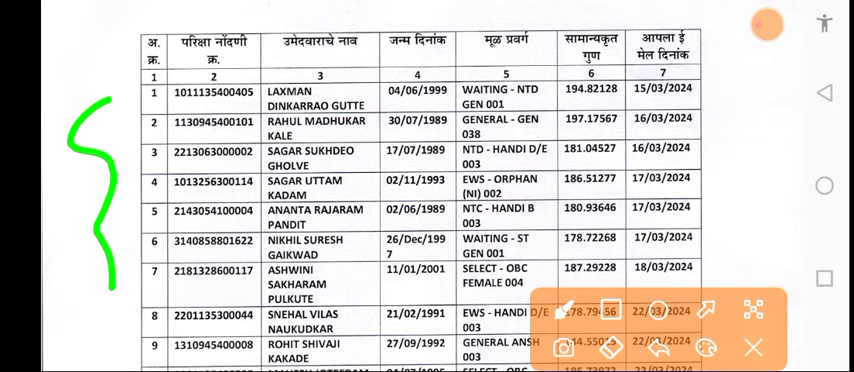 अ. क्र. परिक्षा नोंदणी क्र. उमेदवाराचे नाव जन्म दिनांक मूळ प्रवर्ग सामान्यकृत गुण आपला ई मेल दिनांक
1 2 3 4 5 6 7
1 1011135400405 LAXMAN DINKARRAO GUTTE 04/06/1999 WAITING - NTD GEN 001 194.82128 15/03/2024
2 1130945400101 RAHUL MADHUKAR KALE 30/07/1989 GENERAL - GEN 038 197.17567 16/03/2024
3 2213063000002 SAGAR SUKHDEO GHOLVE 17/07/1989 NTD - HANDI D/E 003 181.04527 16/03/2024
4 1013256300114 SAGAR UTTAM KADAM 02/11/1993 EWS - ORPHAN (NI) 002 186.51277 17/03/2024
5 2143054100004 ANANTA RAJARAM PANDIT 02/06/1989 NTC - HANDI B 003 180.93646 17/03/2024
6 3140858801622 NIKHIL SURESH GAIKWAD 26/Dec/1997 WAITING - ST GEN 001 178.72268 17/03/2024
7 2181328600117 ASHWINI SAKHARAM PULKUTE 11/01/2001 SELECT - OBC FEMALE 004 187.29228 18/03/2024
8 2201135300044 SNEHAL VILAS NAUKUDKAR 21/02/1991 EWS - HANDI D/E 003 178.79456 22/03/2024
9 1310945400008 ROHIT SHIVAJI KAKADE 27/09/1992 GENERAL ANSH 003